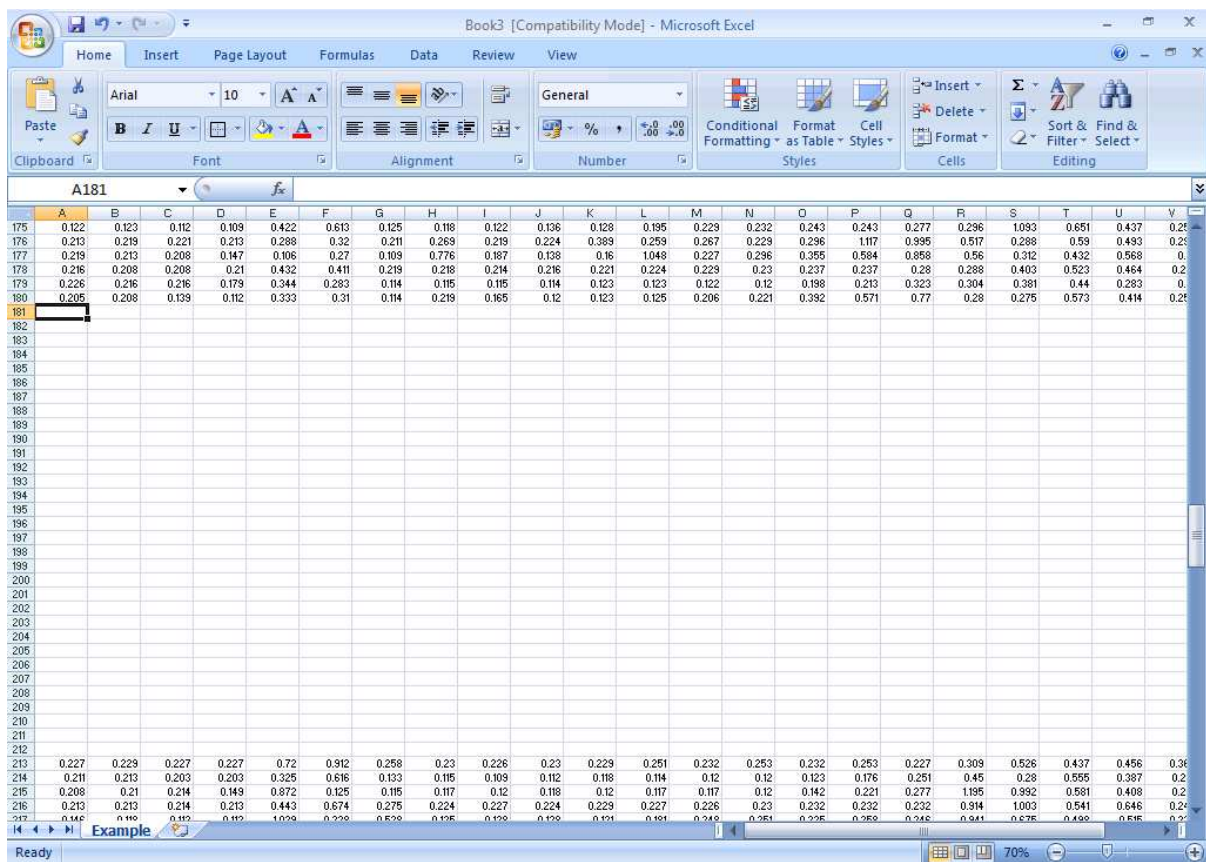 Book3 [Compatibility Mode] - Microsoft Excel
Home Insert Page Layout Formulas Data Review View
Paste
Arial 10 A A General
B I U A % , .0 .00 .00 .0
Conditional Formatting Format as Table Cell Styles
Insert
Delete
Format
Σ Sort & Filter Find & Select
Clipboard Font Alignment Number Styles Cells Editing
A181 fx
A B C D E F G H I J K L M N O P Q R S T U V
175 0.122 0.123 0.112 0.109 0.422 0.613 0.125 0.118 0.122 0.136 0.128 0.195 0.229 0.232 0.243 0.243 0.277 0.296 1.093 0.651 0.437 0.25
176 0.213 0.219 0.221 0.213 0.288 0.32 0.211 0.269 0.219 0.224 0.389 0.259 0.267 0.229 0.296 1.117 0.995 0.517 0.288 0.59 0.493 0.29
177 0.219 0.213 0.208 0.147 0.106 0.27 0.109 0.776 0.187 0.138 0.16 1.048 0.227 0.296 0.355 0.584 0.858 0.56 0.312 0.432 0.568 0.
178 0.216 0.208 0.208 0.21 0.432 0.411 0.219 0.218 0.214 0.216 0.221 0.224 0.229 0.23 0.237 0.237 0.28 0.288 0.403 0.523 0.464 0.2
179 0.226 0.216 0.216 0.179 0.344 0.283 0.114 0.115 0.115 0.114 0.123 0.123 0.122 0.12 0.198 0.213 0.323 0.304 0.381 0.44 0.283 0.
180 0.205 0.208 0.139 0.112 0.333 0.31 0.114 0.219 0.165 0.12 0.123 0.125 0.206 0.221 0.392 0.571 0.77 0.28 0.275 0.573 0.414 0.25
181
182
183
184
185
186
187
188
189
190
191
192
193
194
195
196
197
198
199
200
201
202
203
204
205
206
207
208
209
210
211
212
213 0.227 0.229 0.227 0.227 0.72 0.912 0.258 0.23 0.226 0.23 0.229 0.251 0.232 0.253 0.232 0.253 0.227 0.309 0.526 0.437 0.456 0.36
214 0.211 0.213 0.203 0.203 0.325 0.616 0.133 0.115 0.109 0.112 0.118 0.114 0.12 0.12 0.123 0.176 0.251 0.45 0.28 0.555 0.387 0.2
215 0.208 0.21 0.214 0.149 0.872 0.125 0.115 0.117 0.12 0.118 0.12 0.117 0.117 0.12 0.142 0.221 0.277 1.195 0.992 0.581 0.408 0.2
216 0.213 0.213 0.214 0.213 0.443 0.674 0.275 0.224 0.227 0.224 0.229 0.227 0.226 0.23 0.232 0.232 0.232 0.914 1.003 0.541 0.646 0.24
217
Example
Ready 70%